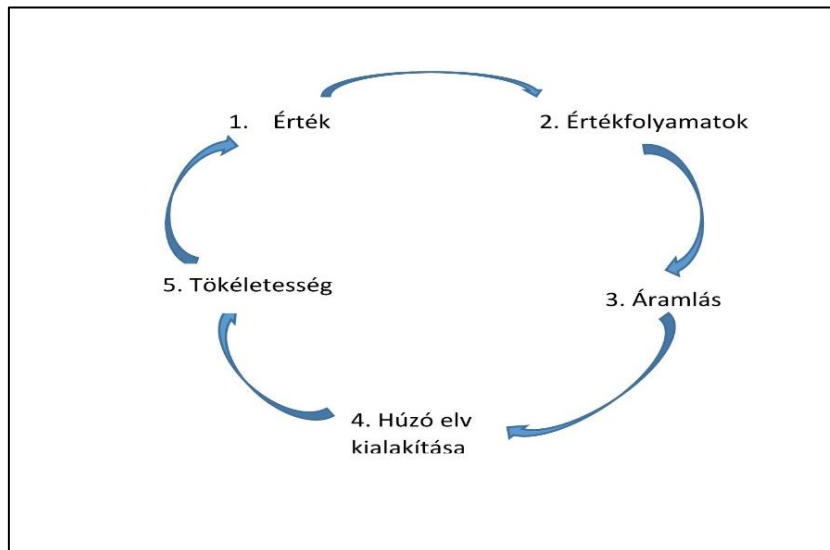 1. Érték
2. Értékfolyamatok
3. Áramlás
4. Húzó elv
kialakítása
5. Tökéletesség